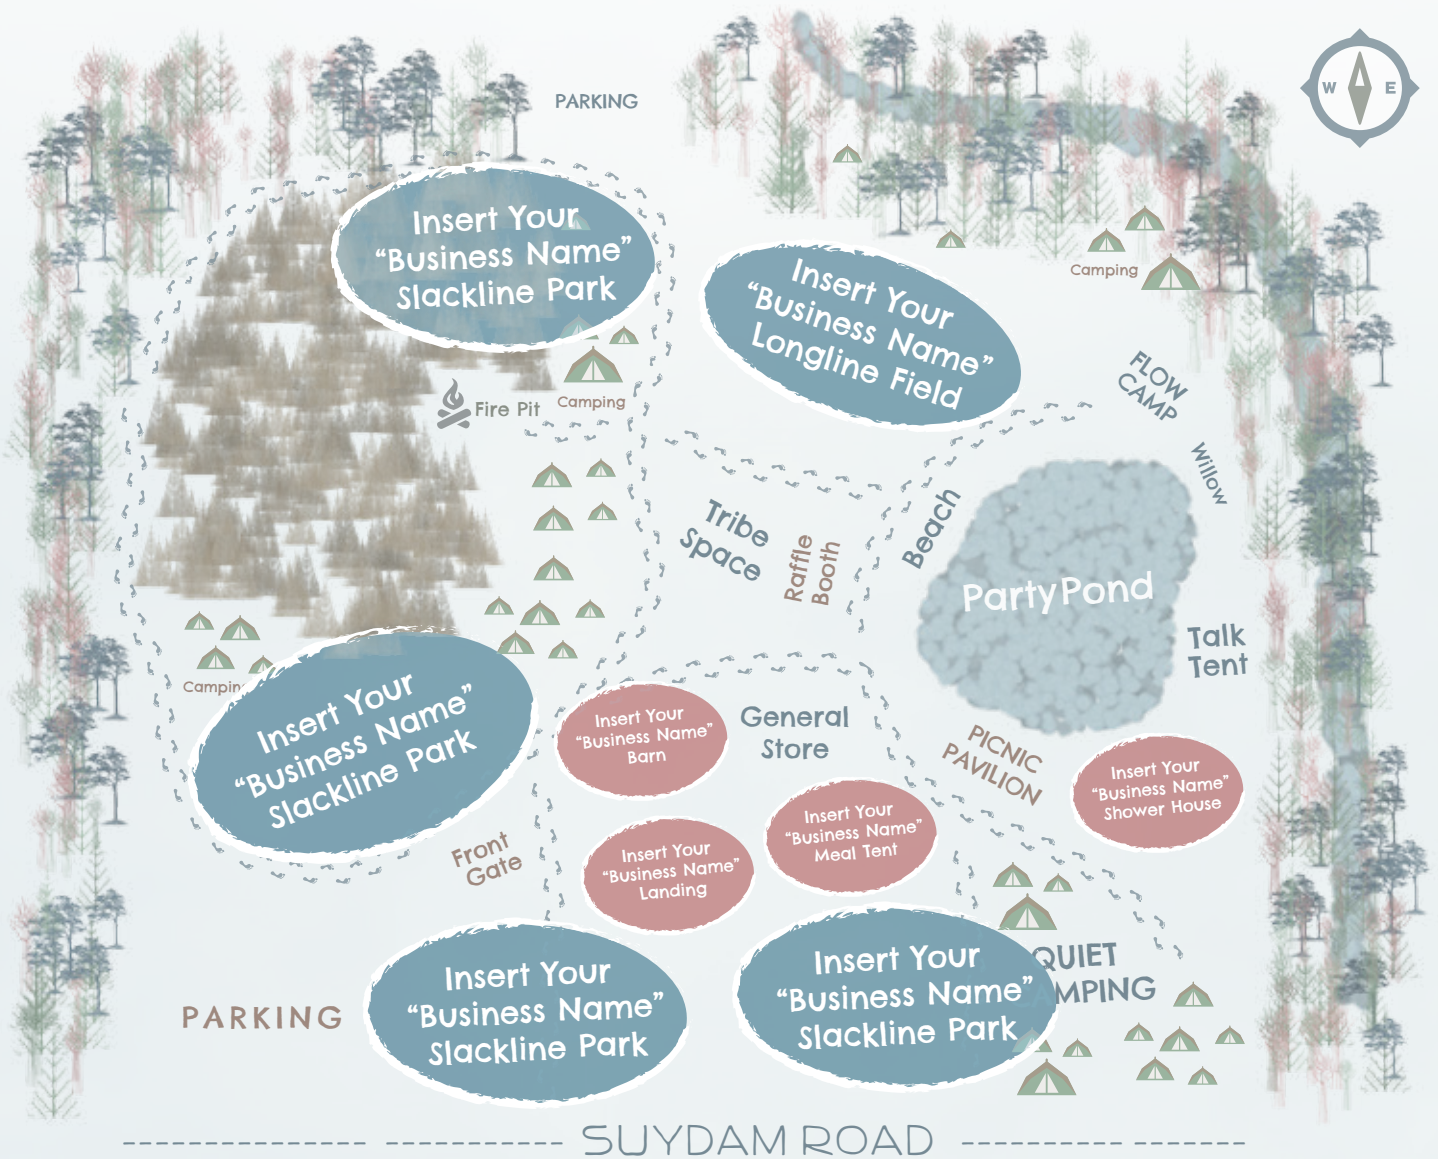 PARKING
W E
Insert Your
“Business Name”
Slackline Park
Insert Your
“Business Name”
Longline Field
Camping
FLOW
CAMP
Fire Pit
Camping
Willow
Beach
Tribe
Space
Raffle
Booth
PartyPond
Talk
Tent
Camping
Insert Your
“Business Name”
Slackline Park
Insert Your
“Business Name”
Barn
General
Store
PICNIC
PAVILION
Insert Your
“Business Name”
Shower House
Insert Your
“Business Name”
Meal Tent
Front
Gate
Insert Your
“Business Name”
Landing
Insert Your
“Business Name”
Slackline Park
Insert Your
“Business Name”
Slackline Park
QUIET
CAMPING
PARKING
SUYDAM ROAD